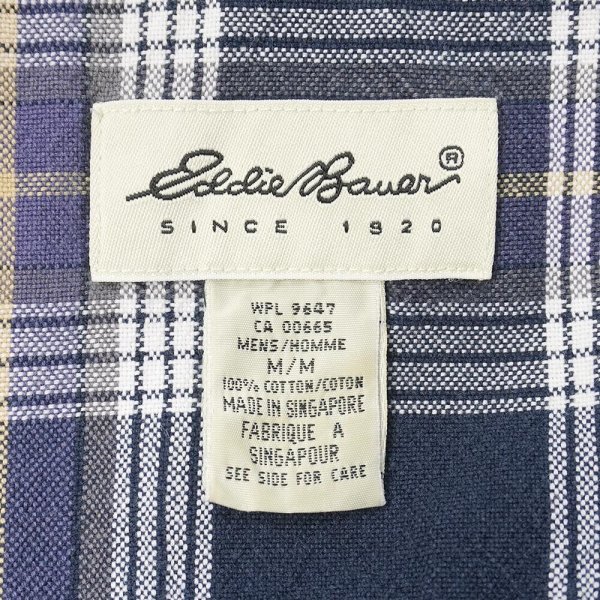 Eddie Bauer®
SINCE 1920
WPL 9647
CA 00665
MENS/HOMME
M/M
100% COTTON/COTON
MADE IN SINGAPORE
FABRIQUE A
SINGAPOUR
SEE SIDE FOR CARE